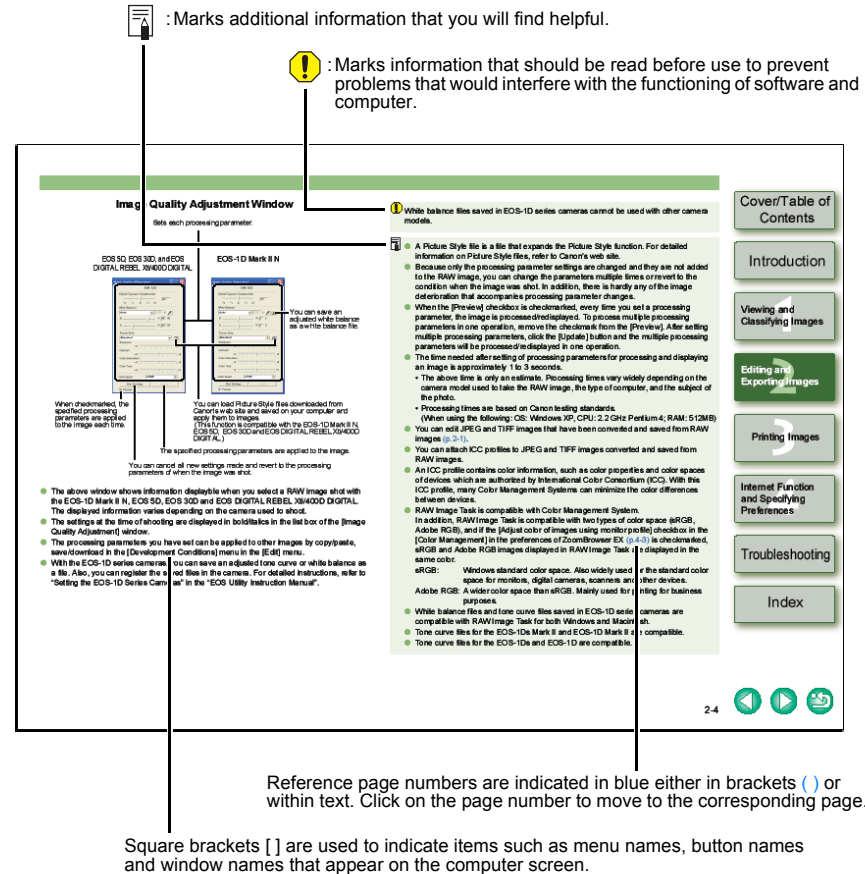 : Marks additional information that you will find helpful.
: Marks information that should be read before use to prevent
problems that would interfere with the functioning of software and
computer.
Image Quality Adjustment Window
Sets each processing parameter.
EOS 5D, EOS 30D, and EOS
DIGITAL REBEL XTi/400D DIGITAL
EOS-1D Mark II N
You can save an
adjusted white balance
as a white balance file.
When checkmarked, the
specified processing
parameters are applied
to the image each time.
You can load Picture Style files downloaded from
Canon's web site and saved on your computer and
apply them to images.
(This function is compatible with the EOS-1D Mark II N,
EOS 5D, EOS 30D and EOS DIGITAL REBEL XTi/400D
DIGITAL.)
The specified processing parameters are applied to the image.
You can cancel all new settings made and revert to the processing
parameters of when the image was shot.
● The above window shows information displayable when you select a RAW image shot with
the EOS-1D Mark II N, EOS 5D, EOS 30D and EOS DIGITAL REBEL XTi/400D DIGITAL.
The displayed information varies depending on the camera used to shoot.
● The settings at the time of shooting are displayed in bold/italics in the list box of the [Image
Quality Adjustment] window.
● The processing parameters you have set can be applied to other images by copy/paste,
save/download in the [Development Conditions] menu in the [Edit] menu.
● With the EOS-1D series cameras, you can save an adjusted tone curve or white balance as
a file. Also, you can register the saved files in the camera. For detailed instructions, refer to
"Setting the EOS-1D Series Cameras" in the "EOS Utility Instruction Manual".
White balance files saved in EOS-1D series cameras cannot be used with other camera
models.
● A Picture Style file is a file that expands the Picture Style function. For detailed
information on Picture Style files, refer to Canon's web site.
● Because only the processing parameter settings are changed and they are not added
to the RAW image, you can change the parameters multiple times or revert to the
condition when the image was shot. In addition, there is hardly any of the image
deterioration that accompanies processing parameter changes.
● When the [Preview] checkbox is checkmarked, every time you set a processing
parameter, the image is processed/redisplayed. To process multiple processing
parameters in one operation, remove the checkmark from the [Preview]. After setting
multiple processing parameters, click the [Update] button and the multiple processing
parameters will be processed/redisplayed in one operation.
● The time needed after setting of processing parameters for processing and displaying
an image is approximately 1 to 3 seconds.
• The above time is only an estimate. Processing times vary widely depending on the
camera model used to take the RAW image, the type of computer, and the subject of
the photo.
• Processing times are based on Canon testing standards.
(When using the following: OS: Windows XP, CPU: 2.2 GHz Pentium 4; RAM: 512MB)
● You can edit JPEG and TIFF images that have been converted and saved from RAW
images (p.2-1).
● You can attach ICC profiles to JPEG and TIFF images converted and saved from
RAW images.
● An ICC profile contains color information, such as color properties and color spaces
of devices which are authorized by International Color Consortium (ICC). With this
ICC profile, many Color Management Systems can minimize the color differences
between devices.
● RAW Image Task is compatible with Color Management System.
In addition, RAW Image Task is compatible with two types of color space (sRGB,
Adobe RGB), and if the [Adjust color of images using monitor profile] checkbox in the
[Color Management] in the preferences of ZoomBrowser EX (p.4-3) is checkmarked,
sRGB and Adobe RGB images displayed in RAW Image Task are displayed in the
same color.
sRGB: Windows standard color space. Also widely used for the standard color
space for monitors, digital cameras, scanners and other devices.
Adobe RGB: A wider color space than sRGB. Mainly used for printing for business
purposes.
● White balance files and tone curve files saved in EOS-1D series cameras are
compatible with RAW Image Task for both Windows and Macintosh.
● Tone curve files for the EOS-1Ds Mark II and EOS-1D Mark II are compatible.
● Tone curve files for the EOS-1Ds and EOS-1D are compatible.
2-4
Cover/Table of
Contents
Introduction
1
Viewing and
Classifying Images
2
Editing and
Exporting Images
3
Printing Images
4
Internet Function
and Specifying
Preferences
Troubleshooting
Index
Reference page numbers are indicated in blue either in brackets ( ) or
within text. Click on the page number to move to the corresponding page.
Square brackets [ ] are used to indicate items such as menu names, button names
and window names that appear on the computer screen.